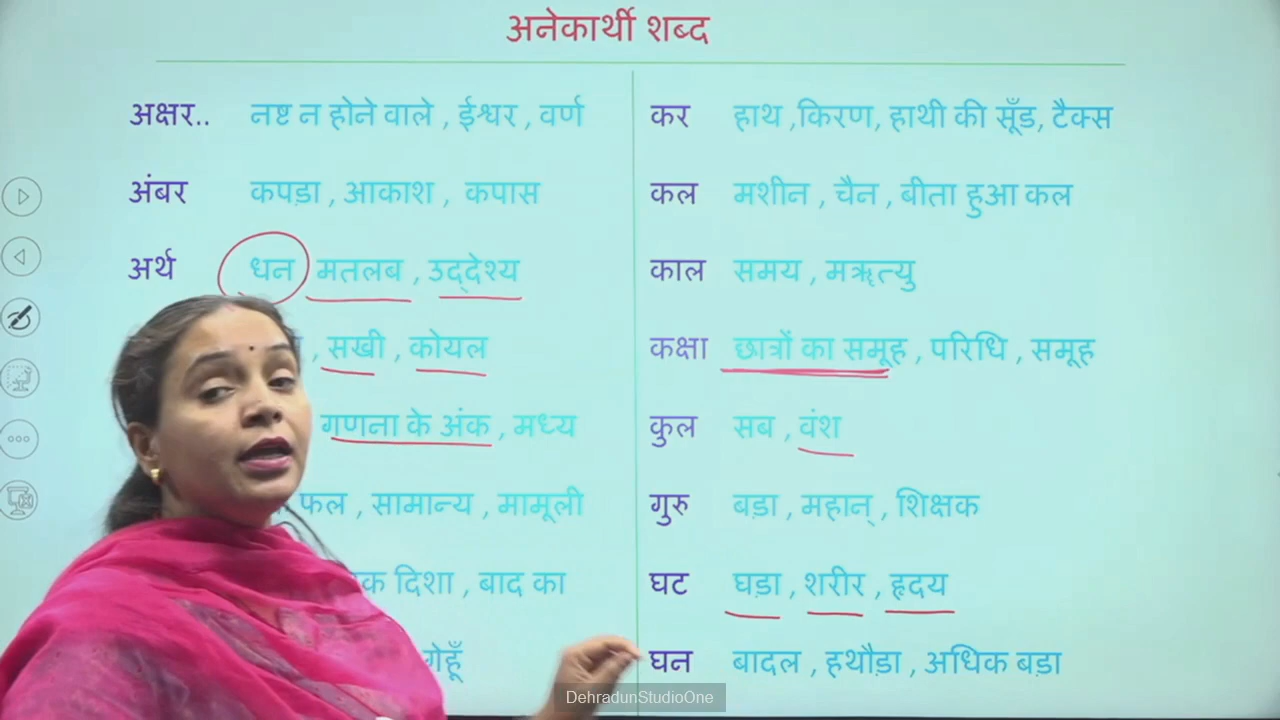 अनेकार्थी शब्द
अक्षर.. नष्ट न होने वाले , ईश्वर , वर्ण
अंबर कपड़ा , आकाश , कपास
अर्थ धन मतलब , उद्देश्य
, सखी , कोयल
गणना के अंक , मध्य
फल , सामान्य , मामूली
दिशा , बाद का
गेहूँ
कर हाथ ,किरण, हाथी की सूँड, टैक्स
कल मशीन , चैन , बीता हुआ कल
काल समय , मऋृत्यु
कक्षा छात्रों का समूह , परिधि , समूह
कुल सब , वंश
गुरु बड़ा , महान् , शिक्षक
घट घड़ा , शरीर , हृदय
घन बादल , हथौड़ा , अधिक बड़ा
DehradunStudioOne